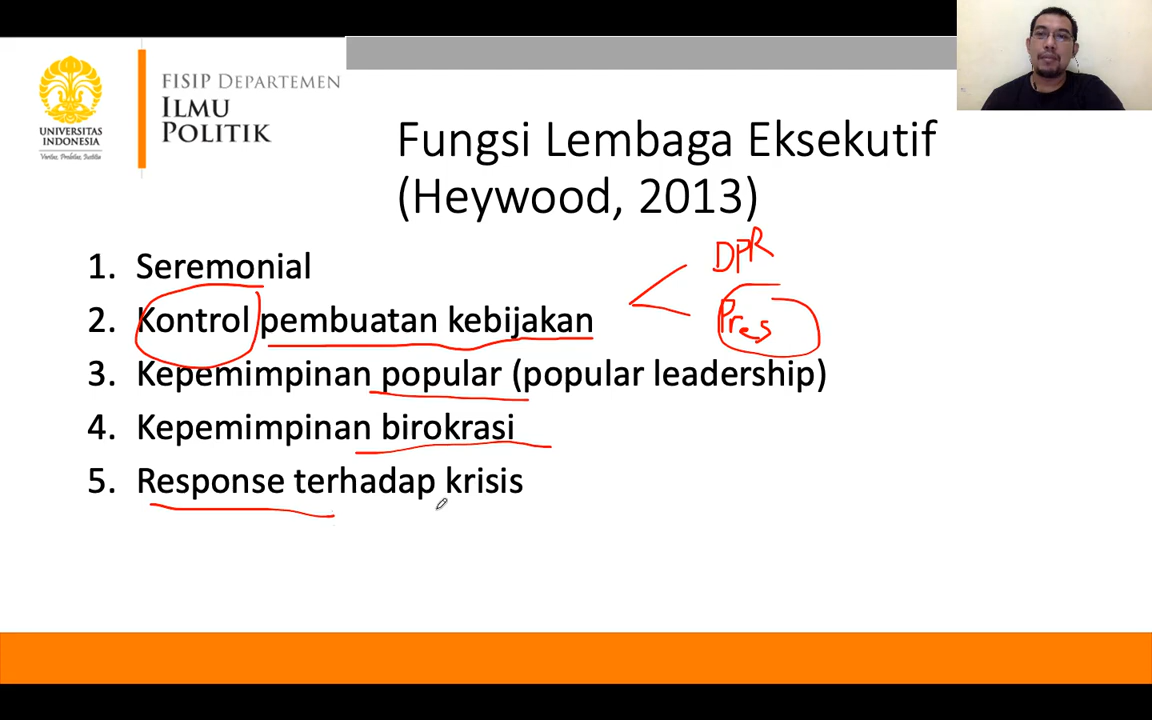 FISIP DEPARTEMEN
ILMU
POLITIK
UNIVERSITAS
INDONESIA
Veritas, Probitas, Iustitia
Fungsi Lembaga Eksekutif
(Heywood, 2013)
1. Seremonial
DPR
2. Kontrol pembuatan kebijakan
Pres
3. Kepemimpinan popular (popular leadership)
4. Kepemimpinan birokrasi
5. Response terhadap krisis